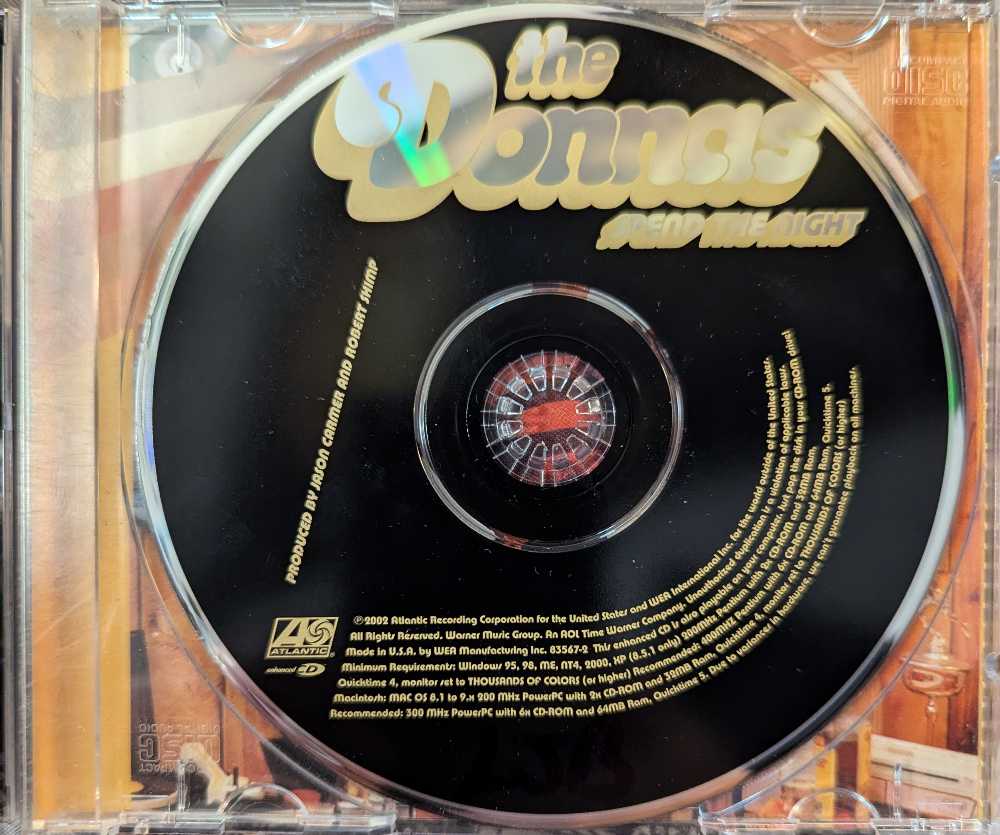 the
Donnas
SPEND THE NIGHT
COMPACT
DISC
DIGITAL AUDIO
PRODUCED BY JASON CARMER AND ROBERT SHIMP
℗2002 Atlantic Recording Corporation for the United States and WEA International Inc. for the world outside of the United States.
All Rights Reserved. Warner Music Group. An AOL Time Warner Company. Unauthorized duplication is a violation of applicable laws.
Made in U.S.A. by WEA Manufacturing Inc. 83567-2 This enhanced CD is also playable on your computer. Just pop the disk in your CD-ROM drive!
Minimum Requirements: Windows 95, 98, ME, NT4, 2000, XP (8.5.1 only) 200MHz Pentium with 2x CD-ROM and 32MB Ram,
Quicktime 4, monitor set to THOUSANDS OF COLORS (or higher) Recommended: 400MHz Pentium with 6x CD-ROM and 64MB Ram, Quicktime 5.
Macintosh: MAC OS 8.1 to 9.x 200 MHz PowerPC with 2x CD-ROM and 32MB Ram, Quicktime 4, monitor set to THOUSANDS OF COLORS (or higher)
Recommended: 300 MHz PowerPC with 6x CD-ROM and 64MB Ram, Quicktime 5. Due to variances in hardware, we can't guarantee playback on all machines.
ATLANTIC
enhanced CD
COMPACT
DISC
DIGITAL AUDIO